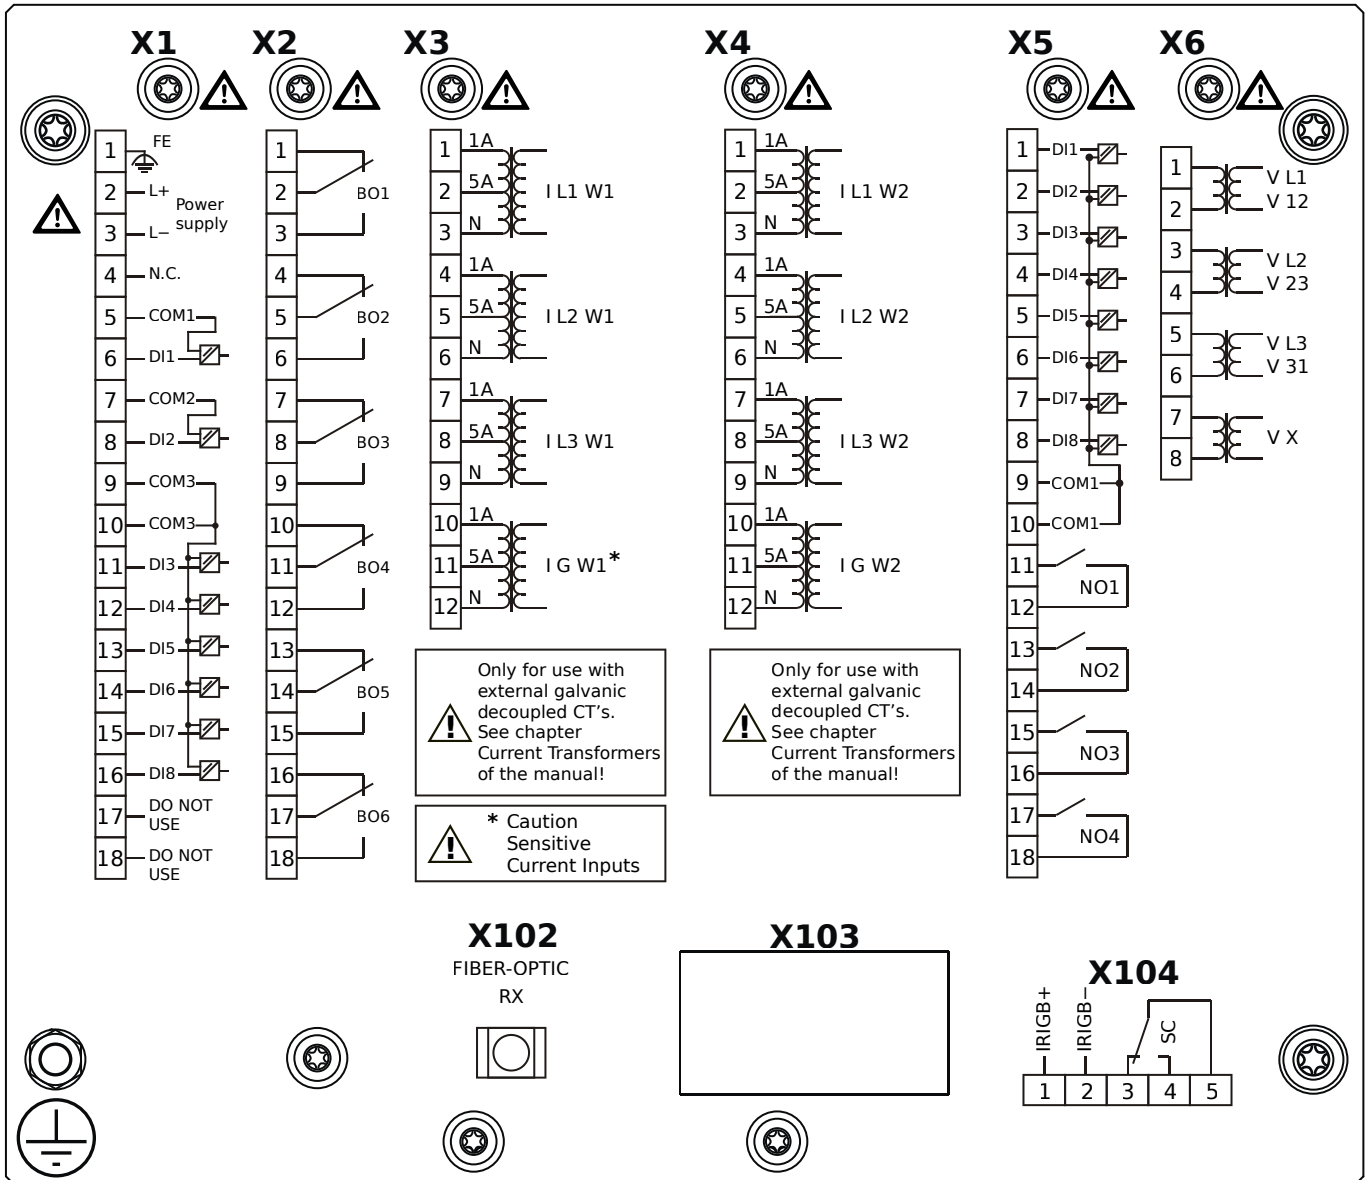 X1
X2
X3
X4
X5
X6
1 FE
2 L+
Power
supply
3 L−
4 N.C.
5 COM1
6 DI1
7 COM2
8 DI2
9 COM3
10 COM3
11 DI3
12 DI4
13 DI5
14 DI6
15 DI7
16 DI8
17 DO NOT
USE
18 DO NOT
USE
1
2 BO1
3
4
5 BO2
6
7
8 BO3
9
10
11 BO4
12
13
14 BO5
15
16
17 BO6
18
1 1A
2 5A I L1 W1
3 N
4 1A
5 5A I L2 W1
6 N
7 1A
8 5A I L3 W1
9 N
10 1A
11 5A I G W1*
12 N
Only for use with
external galvanic
decoupled CT's.
See chapter
Current Transformers
of the manual!
* Caution
Sensitive
Current Inputs
1 1A
2 5A I L1 W2
3 N
4 1A
5 5A I L2 W2
6 N
7 1A
8 5A I L3 W2
9 N
10 1A
11 5A I G W2
12 N
Only for use with
external galvanic
decoupled CT's.
See chapter
Current Transformers
of the manual!
1 DI1
2 DI2
3 DI3
4 DI4
5 DI5
6 DI6
7 DI7
8 DI8
9 COM1
10 COM1
11
NO1
12
13
NO2
14
15
NO3
16
17
NO4
18
1 V L1
2 V 12
3 V L2
4 V 23
5 V L3
6 V 31
7
V X
8
X102
FIBER-OPTIC
RX
X103
X104
IRIGB+
IRIGB−
SC
1 2 3 4 5